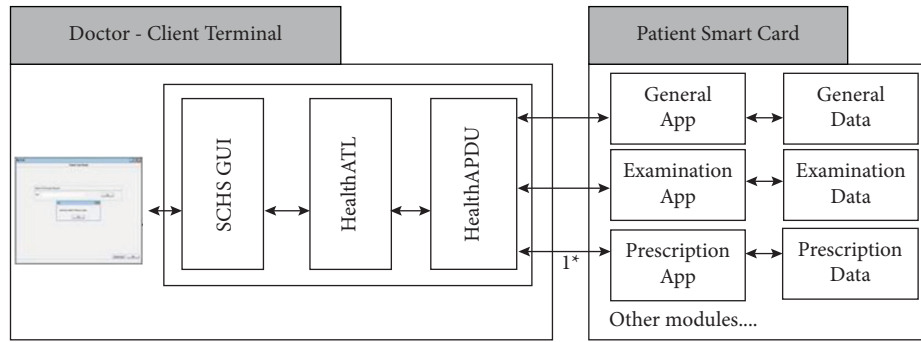 Doctor - Client Terminal
Patient Smart Card
SCHS GUI
HealthATL
HealthAPDU
General
App
General
Data
Examination
App
Examination
Data
1*
Prescription
App
Prescription
Data
Other modules....